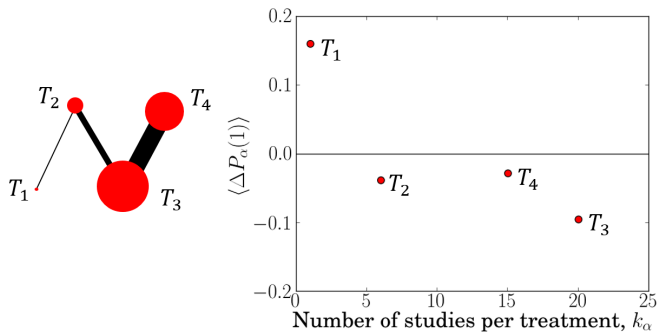 T₂
T₄
T₁
T₃
⟨ΔPα(1)⟩
0.2
0.1
0.0
−0.1
−0.2
T₁
T₂
T₄
T₃
0 5 10 15 20 25
Number of studies per treatment, kα